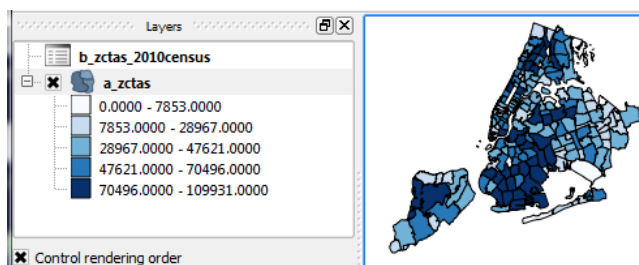 Layers
b_zctas_2010census
a_zctas
0.0000 - 7853.0000
7853.0000 - 28967.0000
28967.0000 - 47621.0000
47621.0000 - 70496.0000
70496.0000 - 109931.0000
Control rendering order